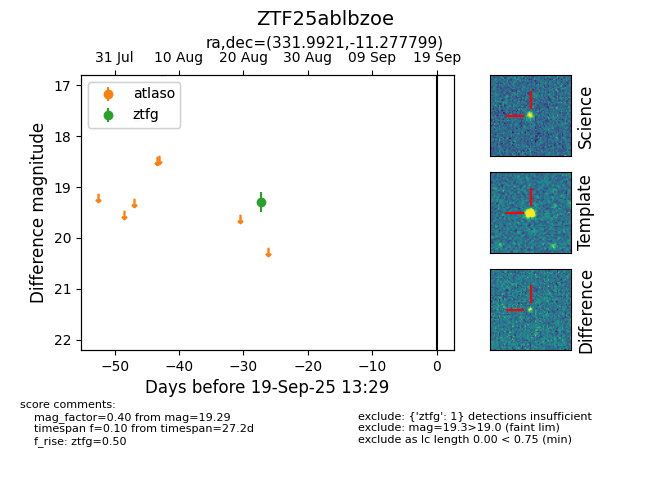 ZTF25ablbzoe
ra,dec=(331.9921,-11.277799)
31 Jul 10 Aug 20 Aug 30 Aug 09 Sep 19 Sep
atlaso
ztfg
17
18
19
20
21
22
Difference magnitude
−50 −40 −30 −20 −10 0
Days before 19-Sep-25 13:29
Science
Template
Difference
score comments:
mag_factor=0.40 from mag=19.29
timespan f=0.10 from timespan=27.2d
f_rise: ztfg=0.50
exclude: {'ztfg': 1} detections insufficient
exclude: mag=19.3>19.0 (faint lim)
exclude as lc length 0.00 < 0.75 (min)